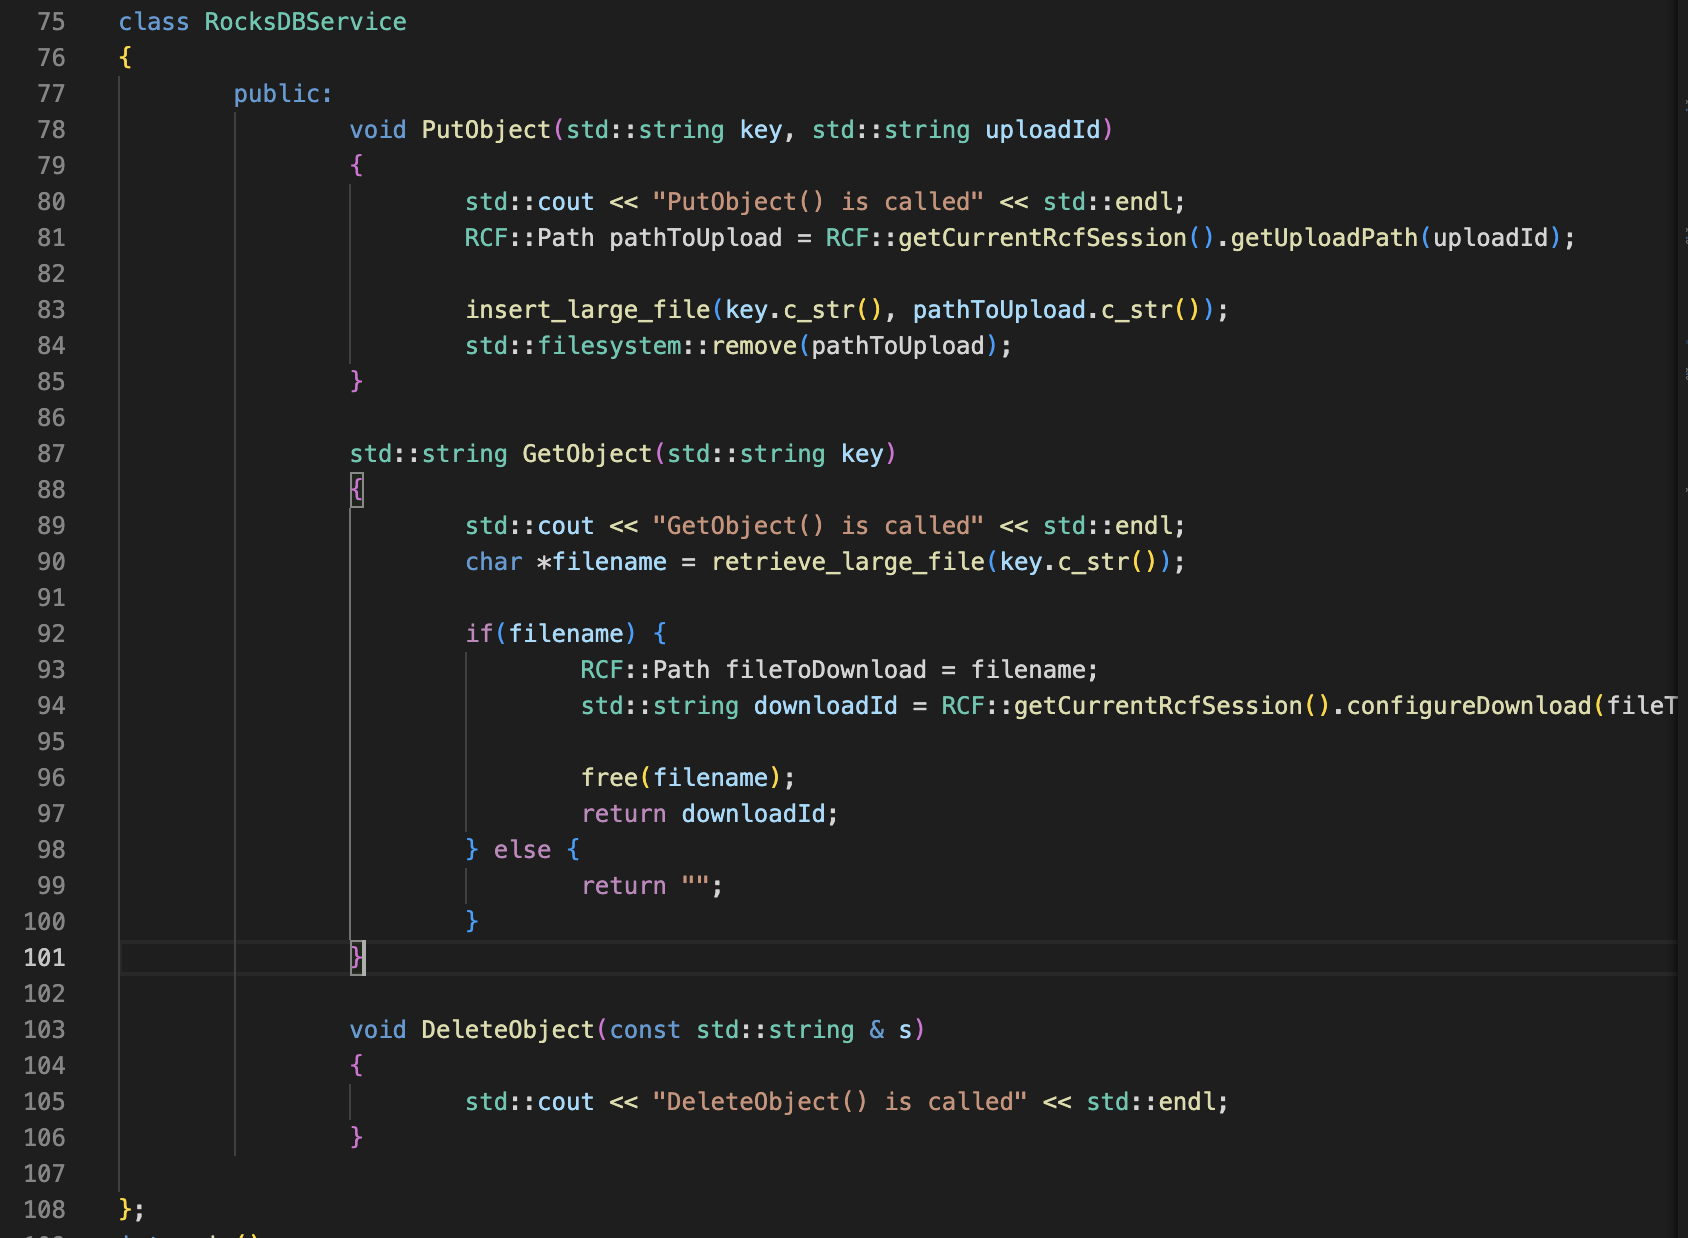 75 class RocksDBService
76 {
77 public:
78 void PutObject(std::string key, std::string uploadId)
79 {
80 std::cout << "PutObject() is called" << std::endl;
81 RCF::Path pathToUpload = RCF::getCurrentRcfSession().getUploadPath(uploadId);
82
83 insert_large_file(key.c_str(), pathToUpload.c_str());
84 std::filesystem::remove(pathToUpload);
85 }
86
87 std::string GetObject(std::string key)
88 {
89 std::cout << "GetObject() is called" << std::endl;
90 char *filename = retrieve_large_file(key.c_str());
91
92 if(filename) {
93 RCF::Path fileToDownload = filename;
94 std::string downloadId = RCF::getCurrentRcfSession().configureDownload(fileT
95
96 free(filename);
97 return downloadId;
98 } else {
99 return "";
100 }
101 }
102
103 void DeleteObject(const std::string & s)
104 {
105 std::cout << "DeleteObject() is called" << std::endl;
106 }
107
108 };